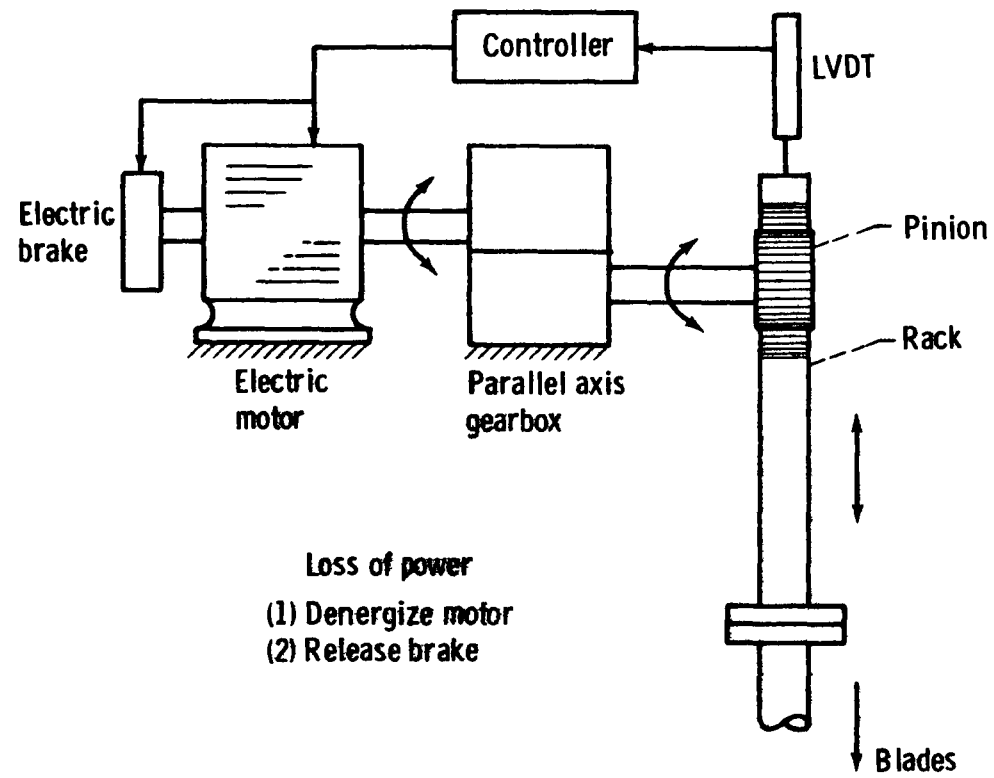 Controller
LVDT
Electric
brake
Pinion
Rack
Electric
motor
Parallel axis
gearbox
Loss of power
(1) Denergize motor
(2) Release brake
Blades